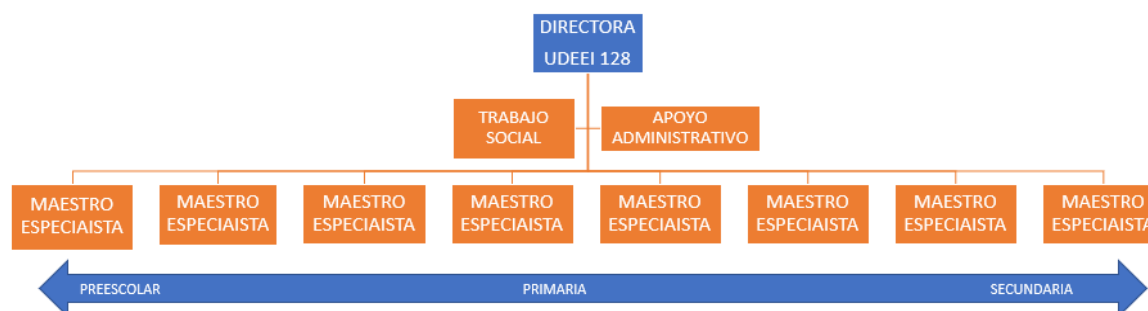 DIRECTORA
UDEEI 128
TRABAJO
SOCIAL
APOYO
ADMINISTRATIVO
MAESTRO
ESPECIAISTA
MAESTRO
ESPECIAISTA
MAESTRO
ESPECIAISTA
MAESTRO
ESPECIAISTA
MAESTRO
ESPECIAISTA
MAESTRO
ESPECIAISTA
MAESTRO
ESPECIAISTA
MAESTRO
ESPECIAISTA
PREESCOLAR
PRIMARIA
SECUNDARIA